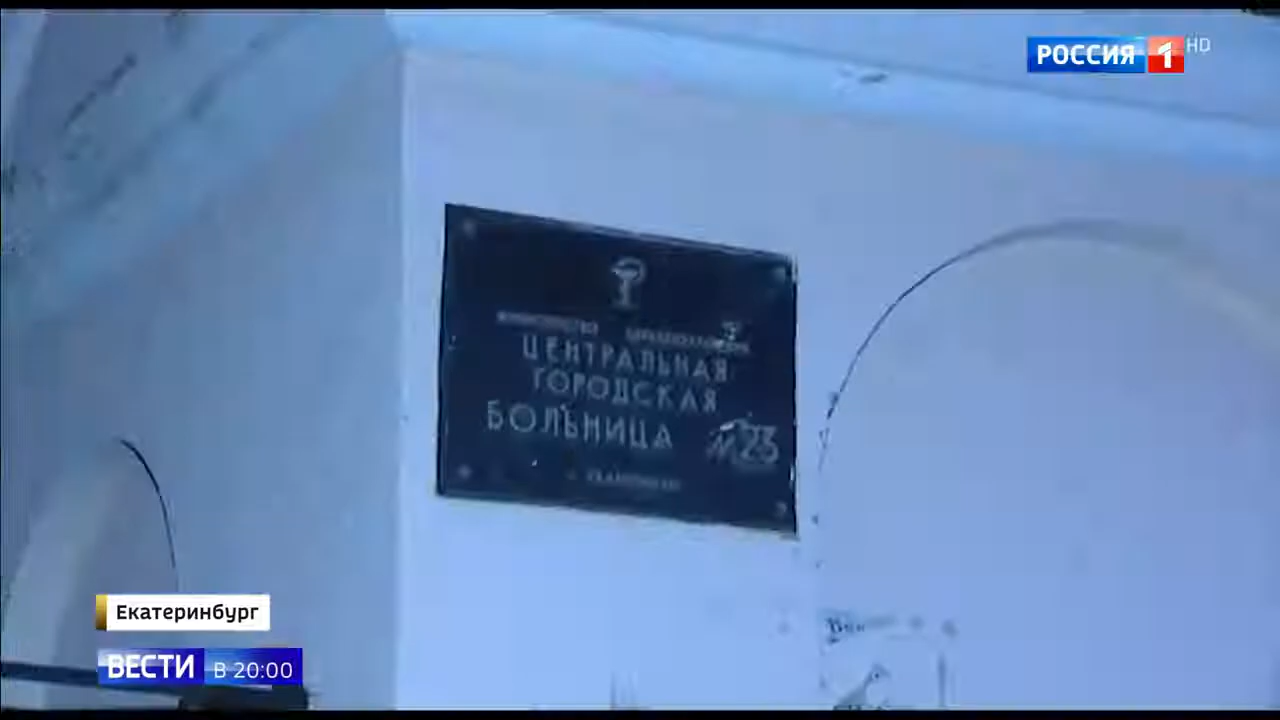 РОССИЯ 1 HD
ЦЕНТРАЛЬНАЯ
ГОРОДСКАЯ
БОЛЬНИЦА №23
Екатеринбург
ВЕСТИ В 20:00